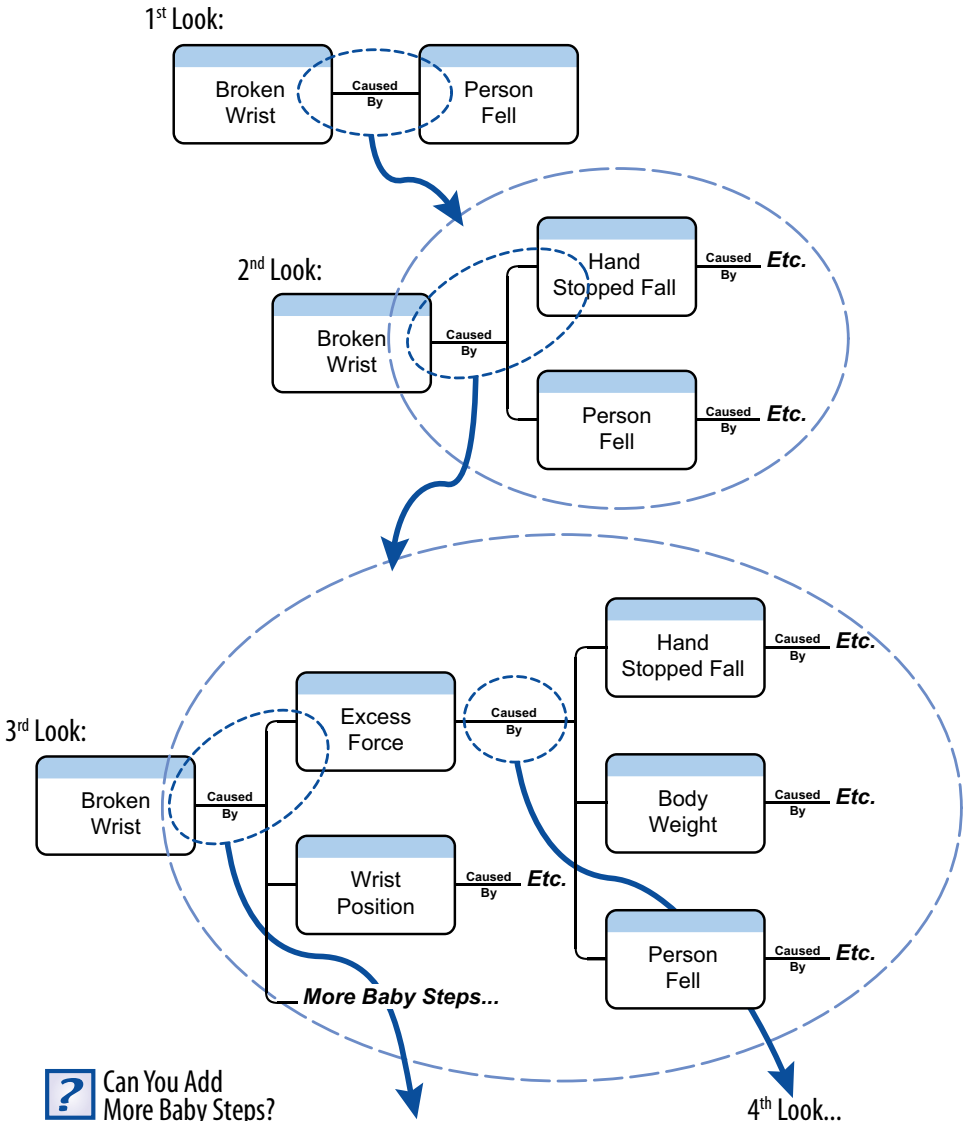 1st Look:
Broken
Wrist
Caused
By
Person
Fell
2nd Look:
Broken
Wrist
Caused
By
Hand
Stopped Fall
Caused
By
Etc.
Person
Fell
Caused
By
Etc.
3rd Look:
Broken
Wrist
Caused
By
Excess
Force
Caused
By
Hand
Stopped Fall
Caused
By
Etc.
Body
Weight
Caused
By
Etc.
Wrist
Position
Caused
By
Etc.
Person
Fell
Caused
By
Etc.
More Baby Steps...
? Can You Add
More Baby Steps?
4th Look...